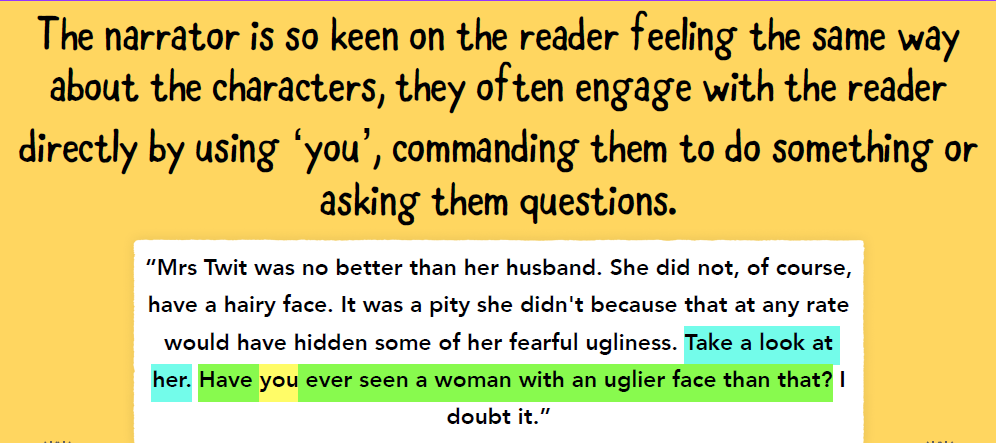 The narrator is so keen on the reader feeling the same way
about the characters, they often engage with the reader
directly by using ‘you’, commanding them to do something or
asking them questions.
“Mrs Twit was no better than her husband. She did not, of course,
have a hairy face. It was a pity she didn't because that at any rate
would have hidden some of her fearful ugliness. Take a look at
her. Have you ever seen a woman with an uglier face than that? I
doubt it.”